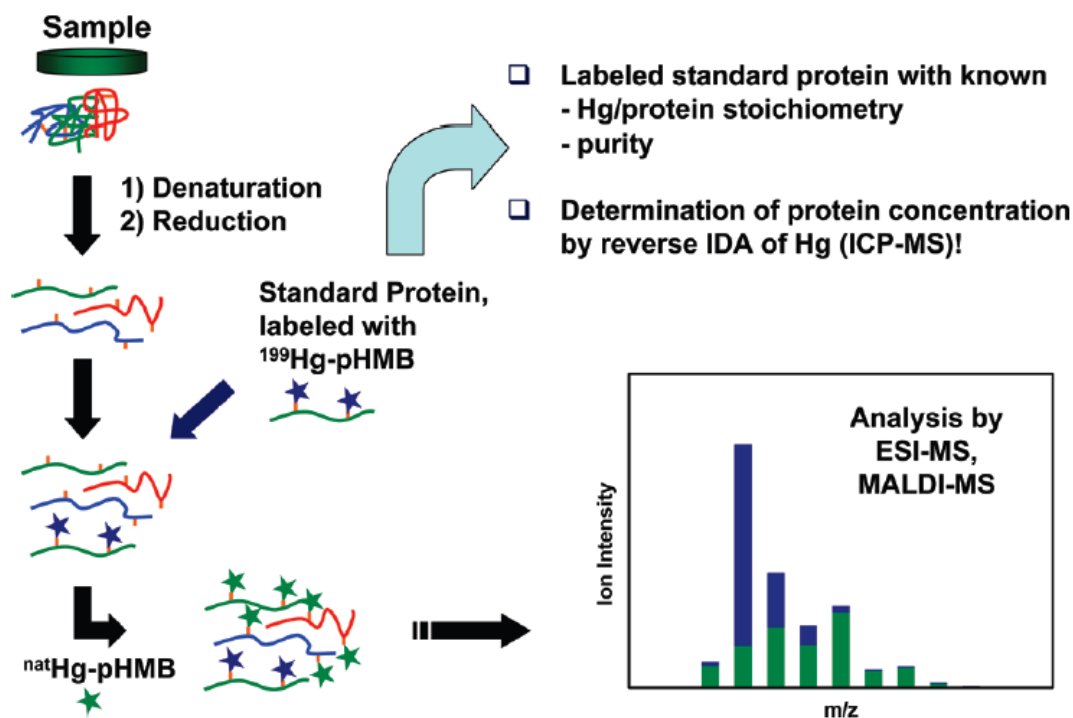 Sample
1) Denaturation
2) Reduction
❑ Labeled standard protein with known
- Hg/protein stoichiometry
- purity
❑ Determination of protein concentration
by reverse IDA of Hg (ICP-MS)!
Standard Protein,
labeled with
¹⁹⁹Hg-pHMB
natHg-pHMB
Analysis by
ESI-MS,
MALDI-MS
Ion Intensity
m/z